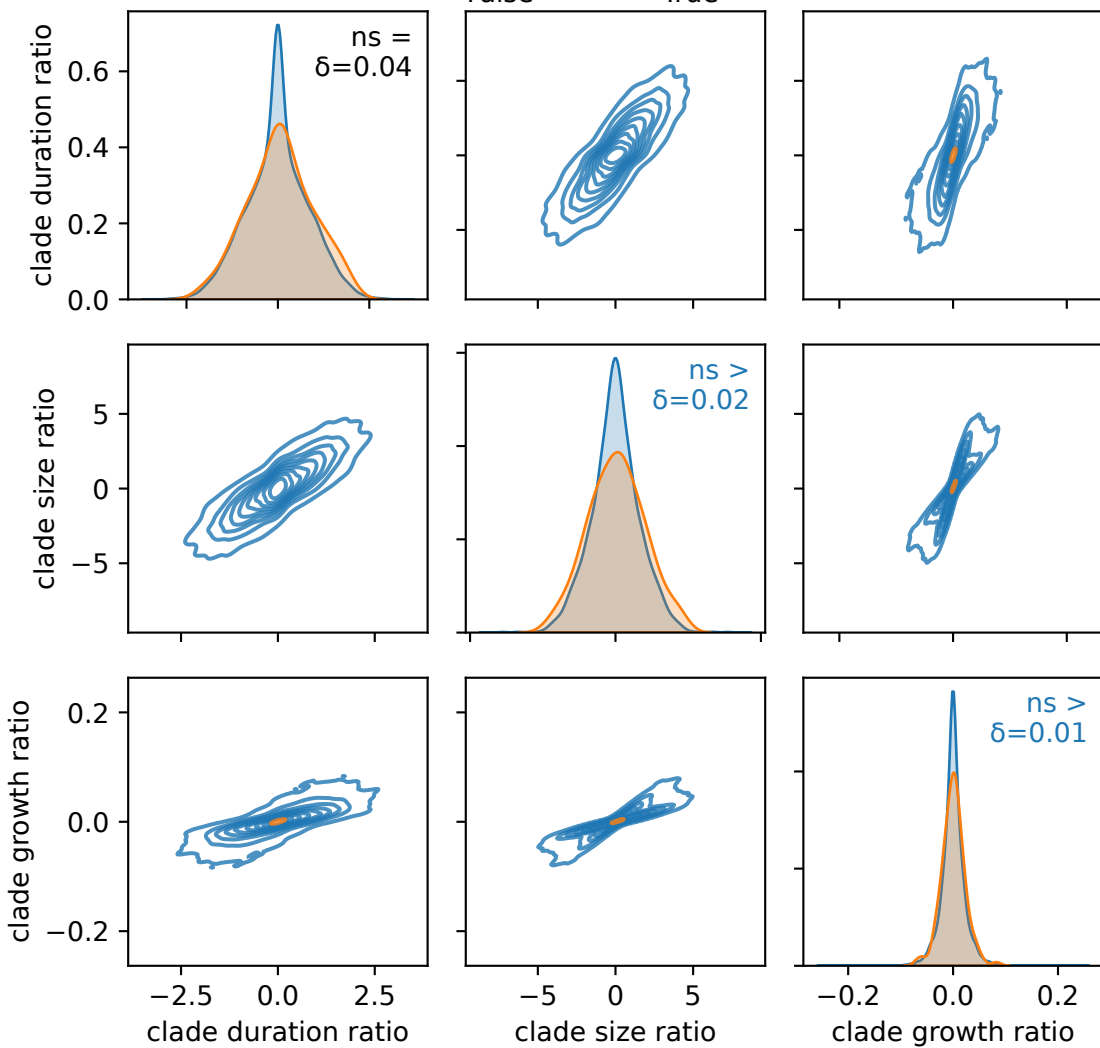 clade duration ratio
0.6
0.4
0.2
0.0
ns =
δ=0.04
clade size ratio
5
0
−5
ns >
δ=0.02
clade growth ratio
0.2
0.0
−0.2
ns >
δ=0.01
−2.5 0.0 2.5
−5 0 5
−0.2 0.0 0.2
clade duration ratio
clade size ratio
clade growth ratio